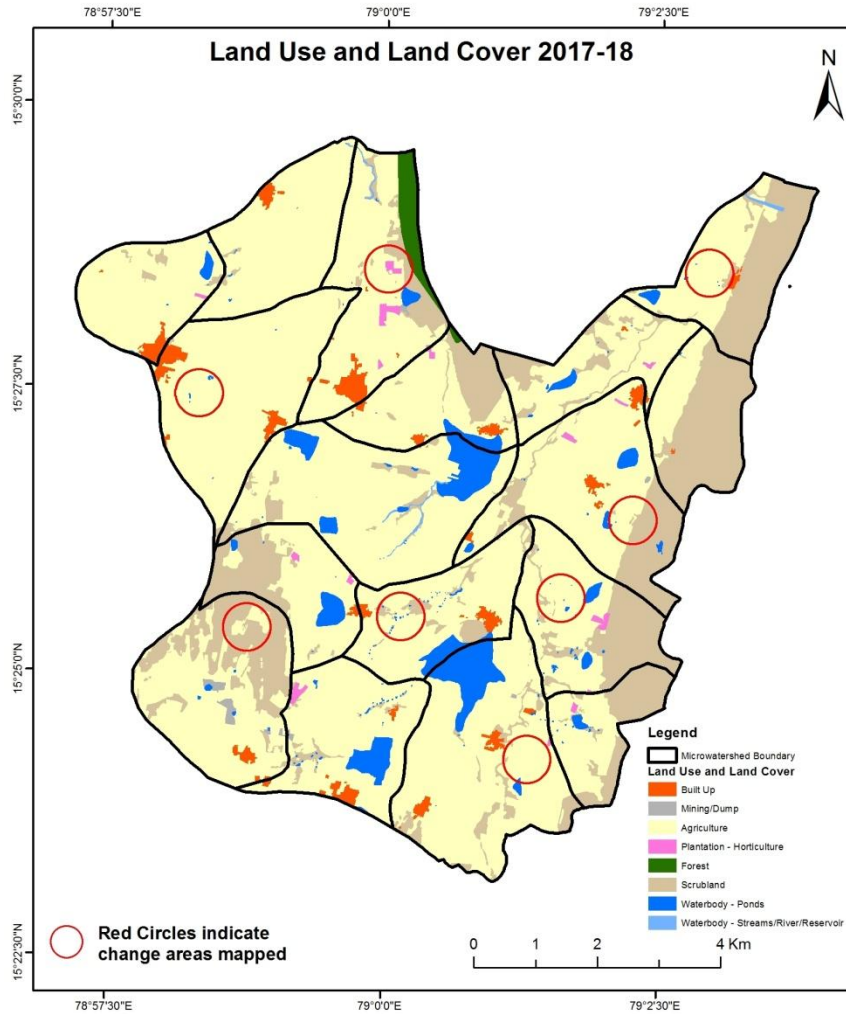 78°57'30"E
79°0'0"E
79°2'30"E
Land Use and Land Cover 2017-18
N
15°30'0"N
15°27'30"N
15°25'0"N
15°22'30"N
Legend
Microwatershed Boundary
Land Use and Land Cover
Built Up
Mining/Dump
Agriculture
Plantation - Horticulture
Forest
Scrubland
Waterbody - Ponds
Waterbody - Streams/River/Reservoir
Red Circles indicate
change areas mapped
0 1 2 4 Km
78°57'30"E
79°0'0"E
79°2'30"E